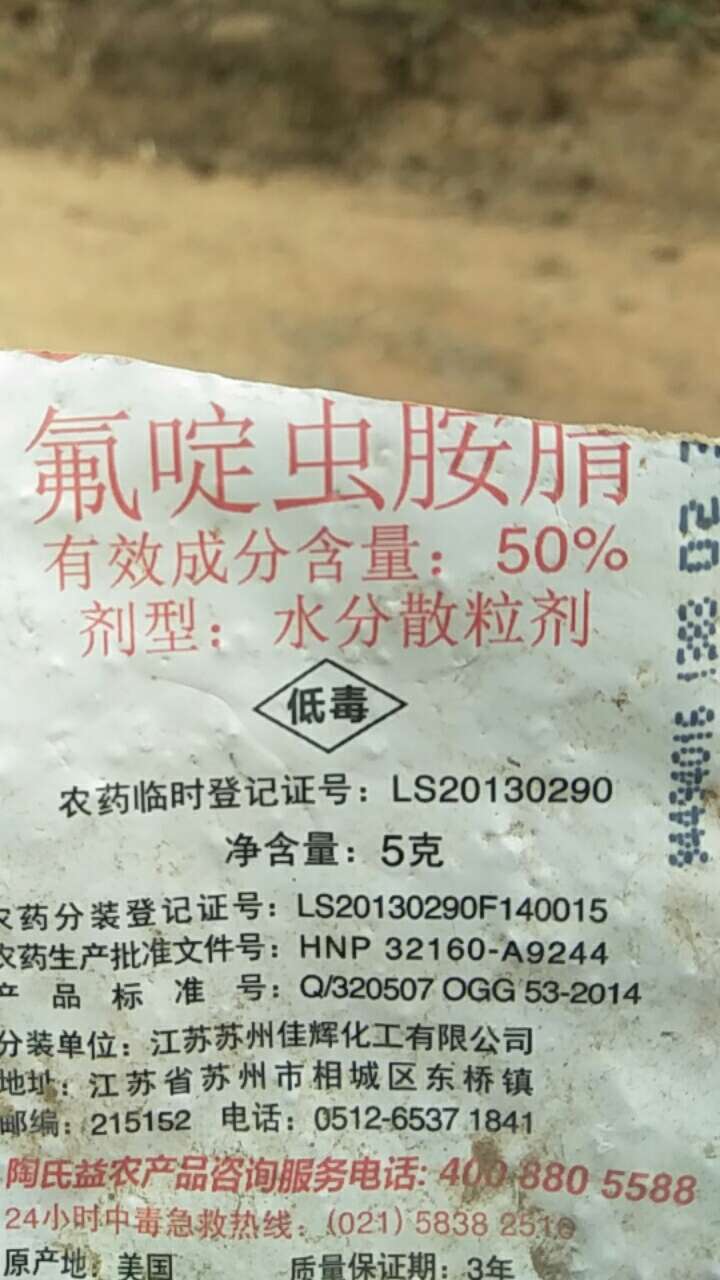 氟啶虫胺腈
有效成分含量：50%
剂型：水分散粒剂
低毒
农药临时登记证号：LS20130290
净含量：5克
农药分装登记证号：LS20130290F140015
农药生产批准文件号：HNP 32160-A9244
产品标准号：Q/320507 OGG 53-2014
分装单位：江苏苏州佳辉化工有限公司
地址：江苏省苏州市相城区东桥镇
邮编：215152 电话：0512-6537 1841
陶氏益农产品咨询服务电话：400 880 5588
24小时中毒急救热线：(021) 5838 2516
原产地：美国 质量保证期：3年